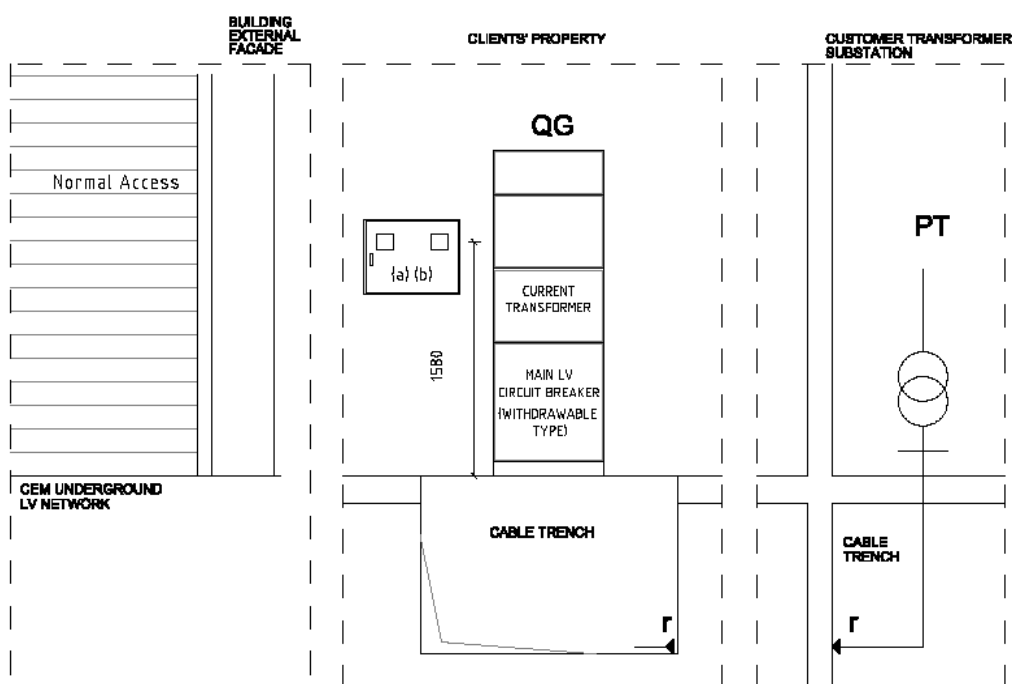 BUILDING
EXTERNAL
FACADE
CLIENTS' PROPERTY
CUSTOMER TRANSFORMER
SUBSTATION
QG
Normal Access
PT
(a) (b)
CURRENT
TRANSFORMER
1580
MAIN LV
CIRCUIT BREAKER
(WITHDRAWABLE
TYPE)
CEM UNDERGROUND
LV NETWORK
CABLE TRENCH
CABLE
TRENCH
r
r